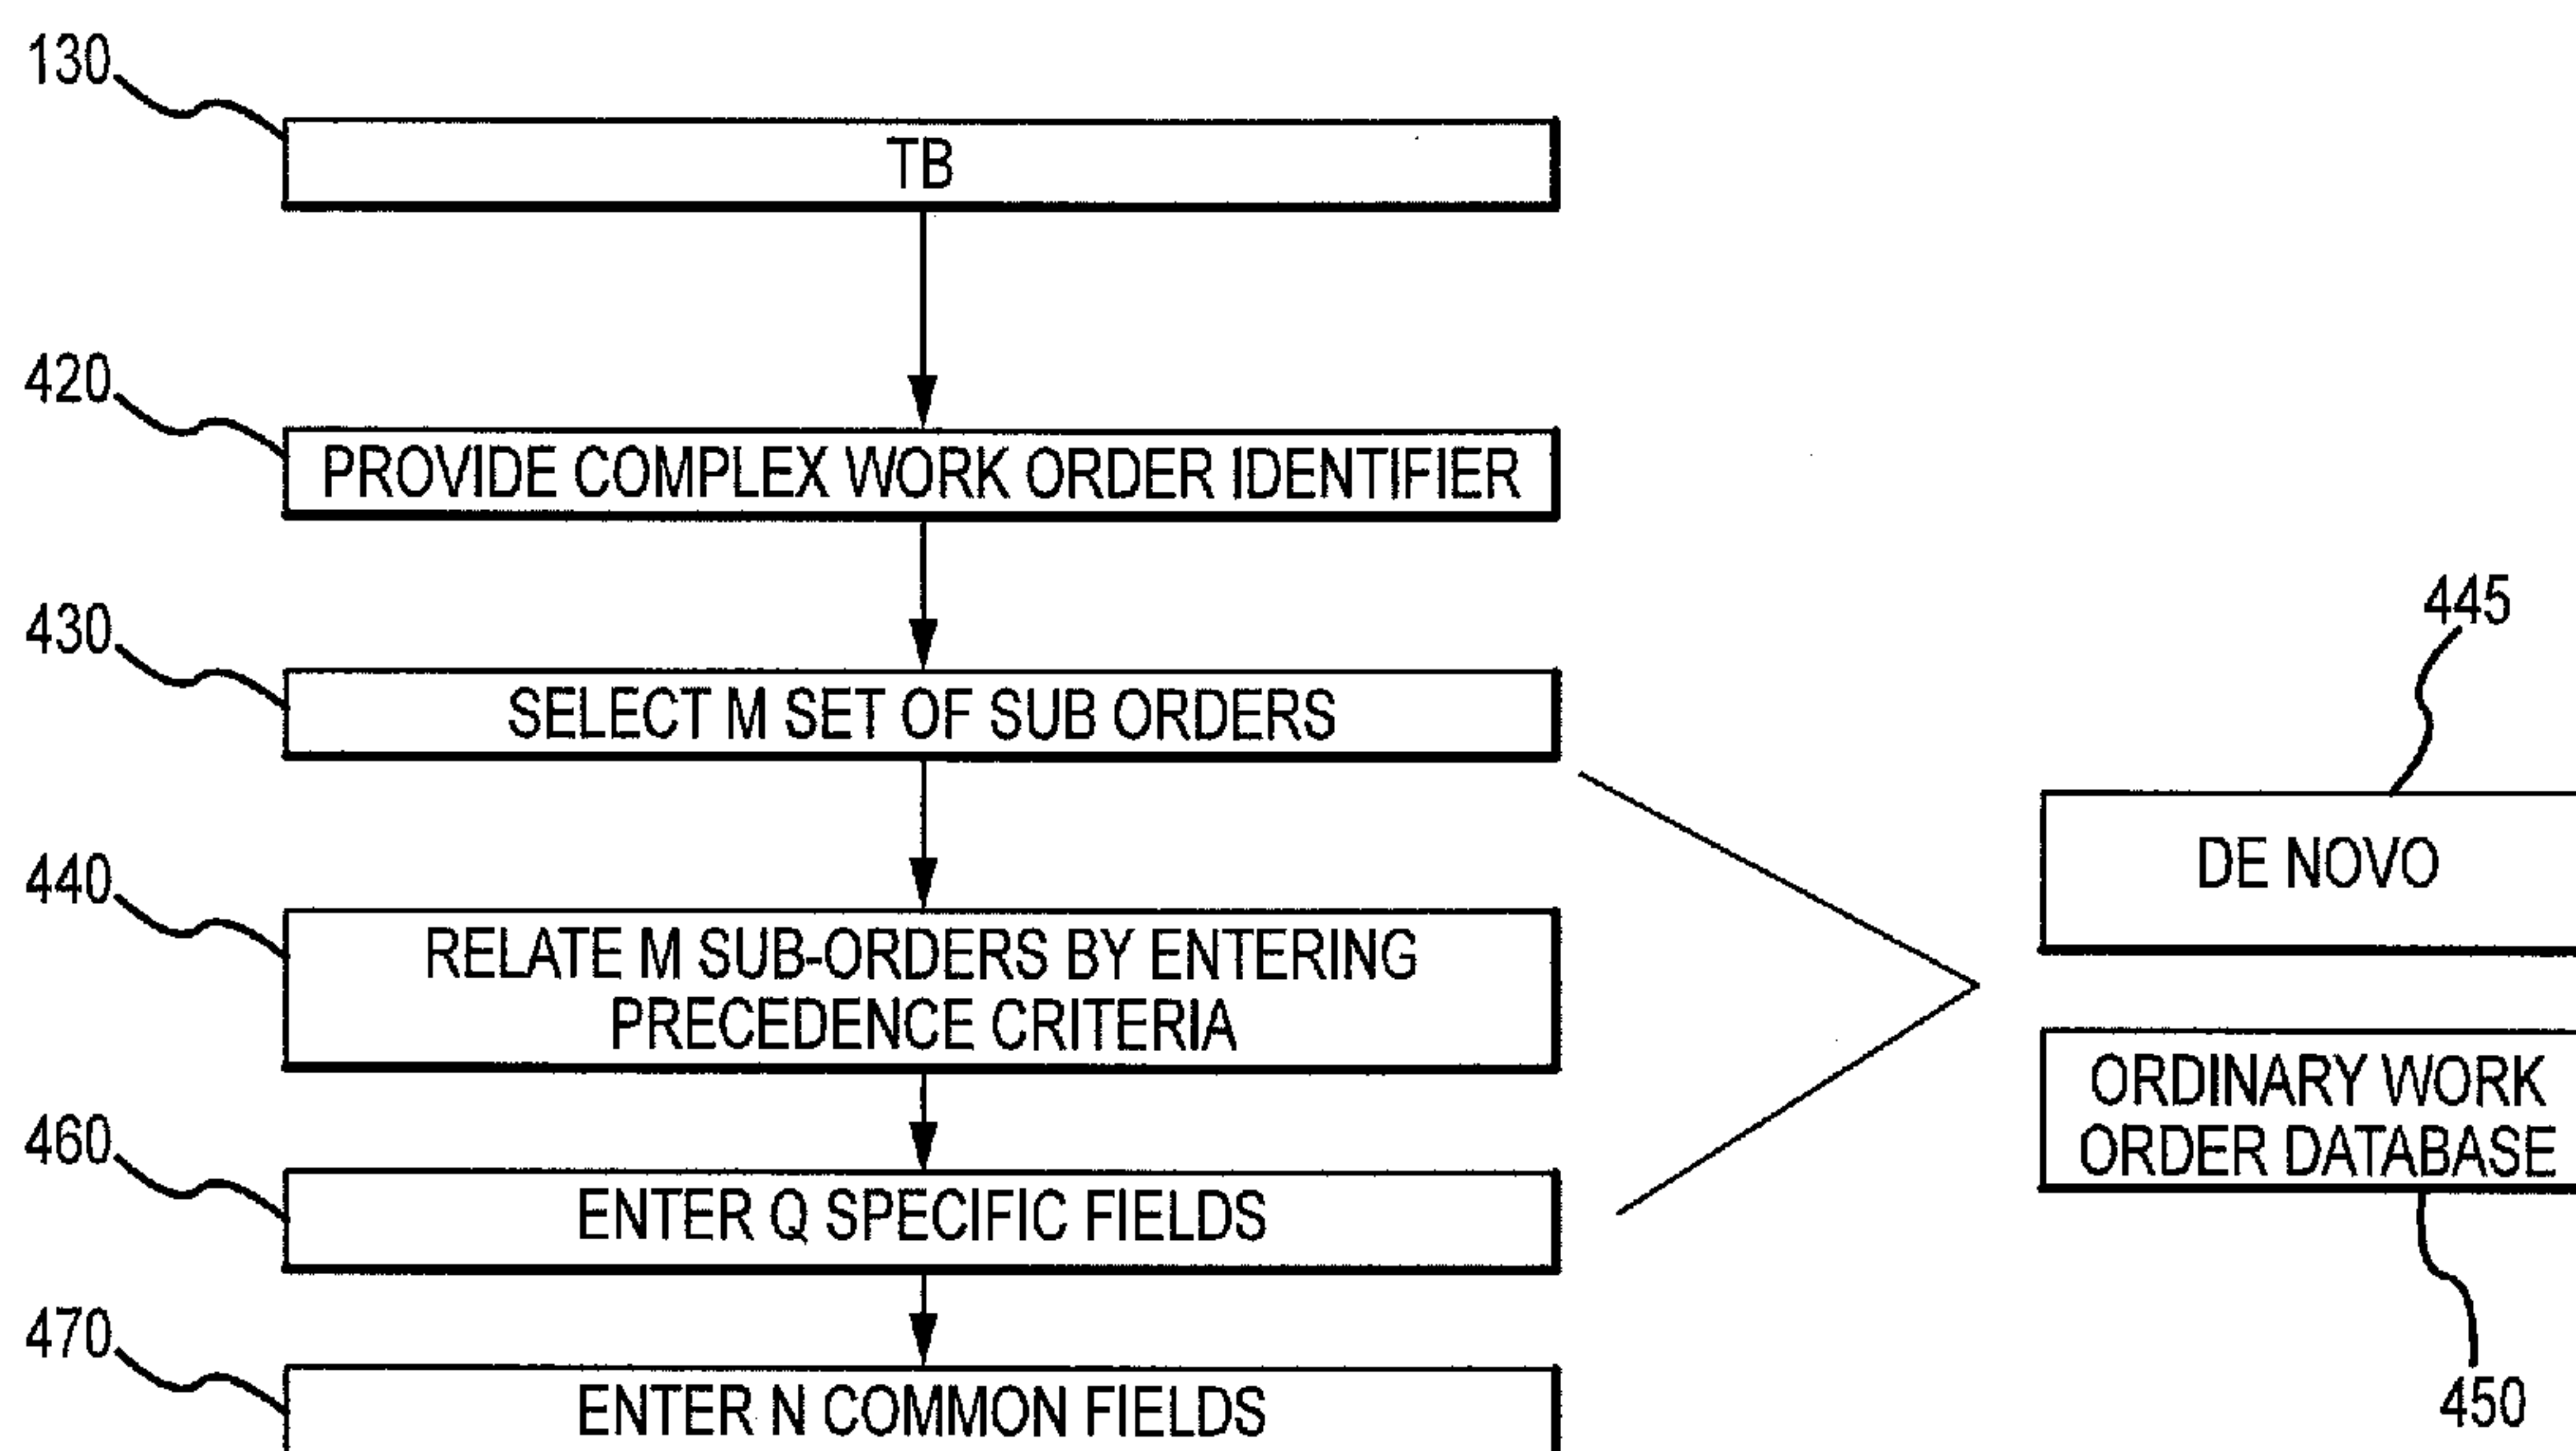 130
TB
420
PROVIDE COMPLEX WORK ORDER IDENTIFIER
430
SELECT M SET OF SUB ORDERS
440
RELATE M SUB-ORDERS BY ENTERING
PRECEDENCE CRITERIA
460
ENTER Q SPECIFIC FIELDS
470
ENTER N COMMON FIELDS
445
DE NOVO
ORDINARY WORK
ORDER DATABASE
450